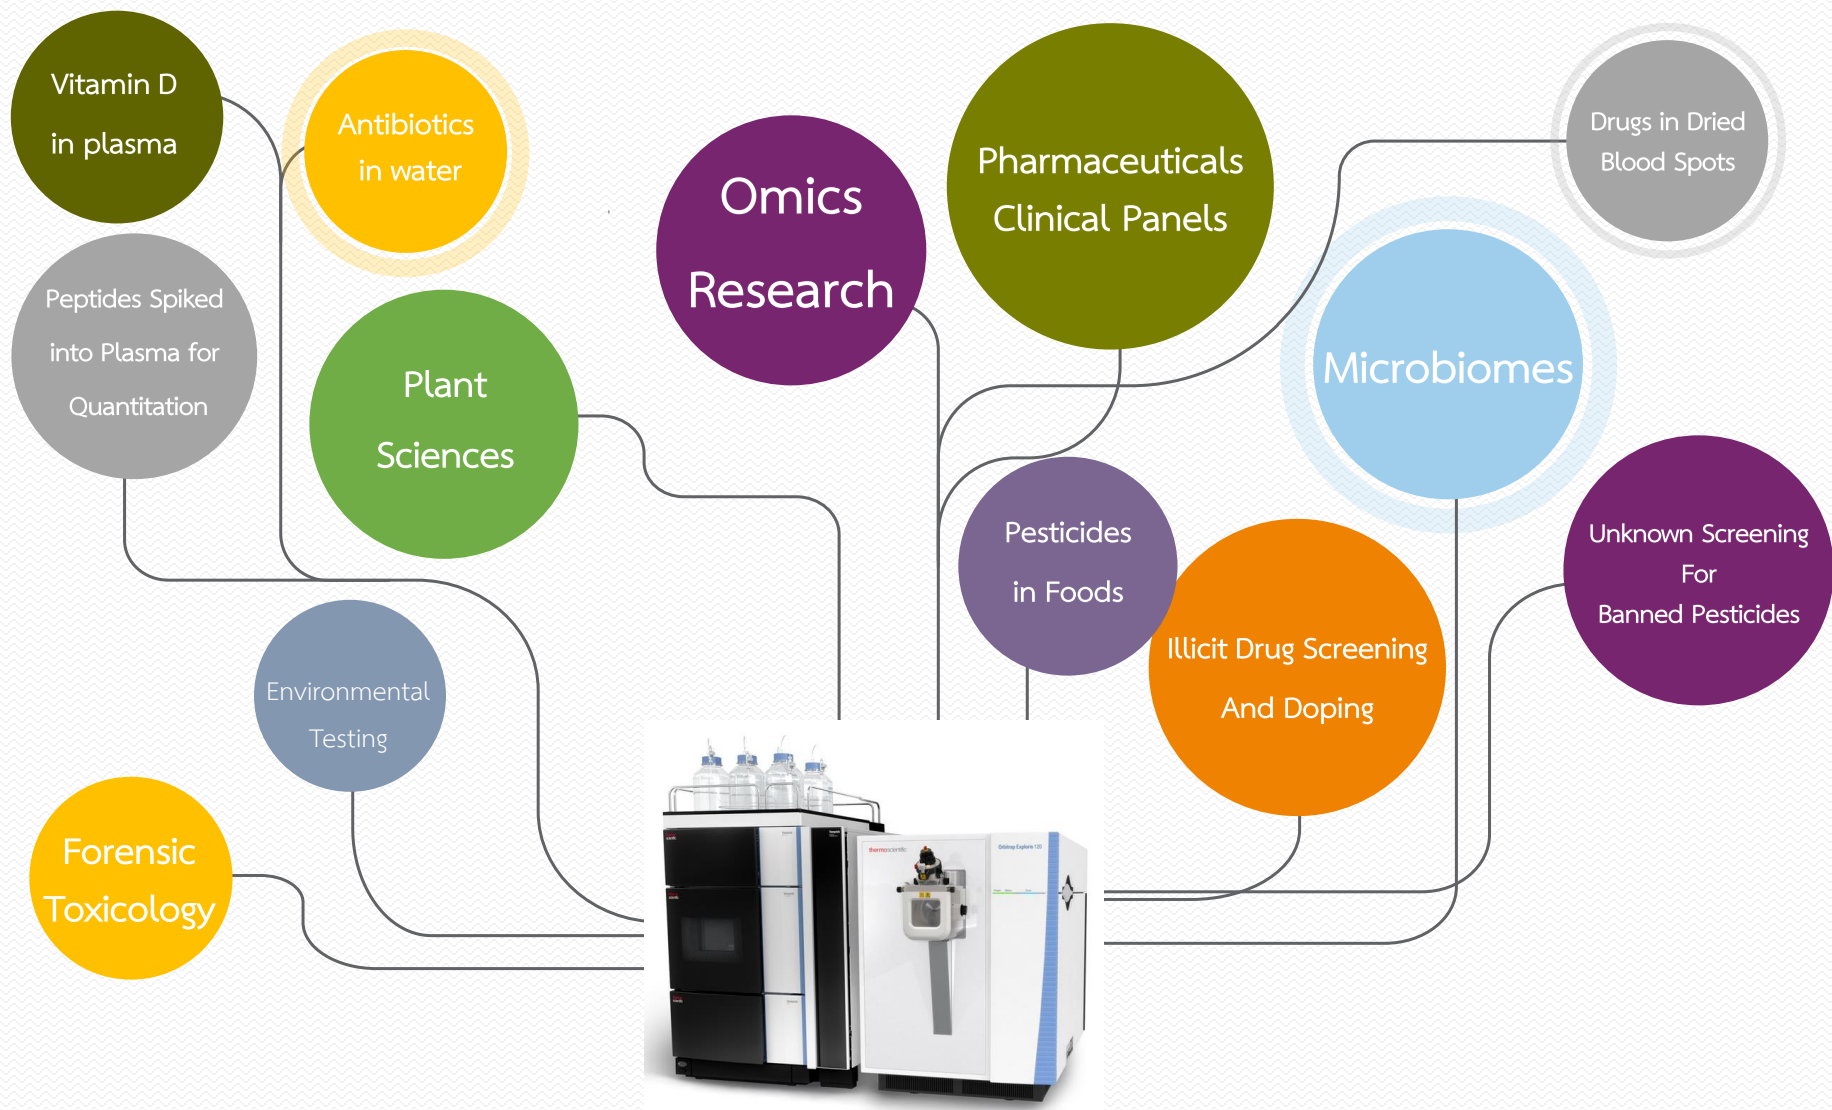 Vitamin D
in plasma
Antibiotics
in water
Omics
Research
Pharmaceuticals
Clinical Panels
Drugs in Dried
Blood Spots
Peptides Spiked
into Plasma for
Quantitation
Plant
Sciences
Microbiomes
Pesticides
in Foods
Unknown Screening
For
Banned Pesticides
Illicit Drug Screening
And Doping
Environmental
Testing
Forensic
Toxicology
thermoscientific
Orbitrap Exploris 120